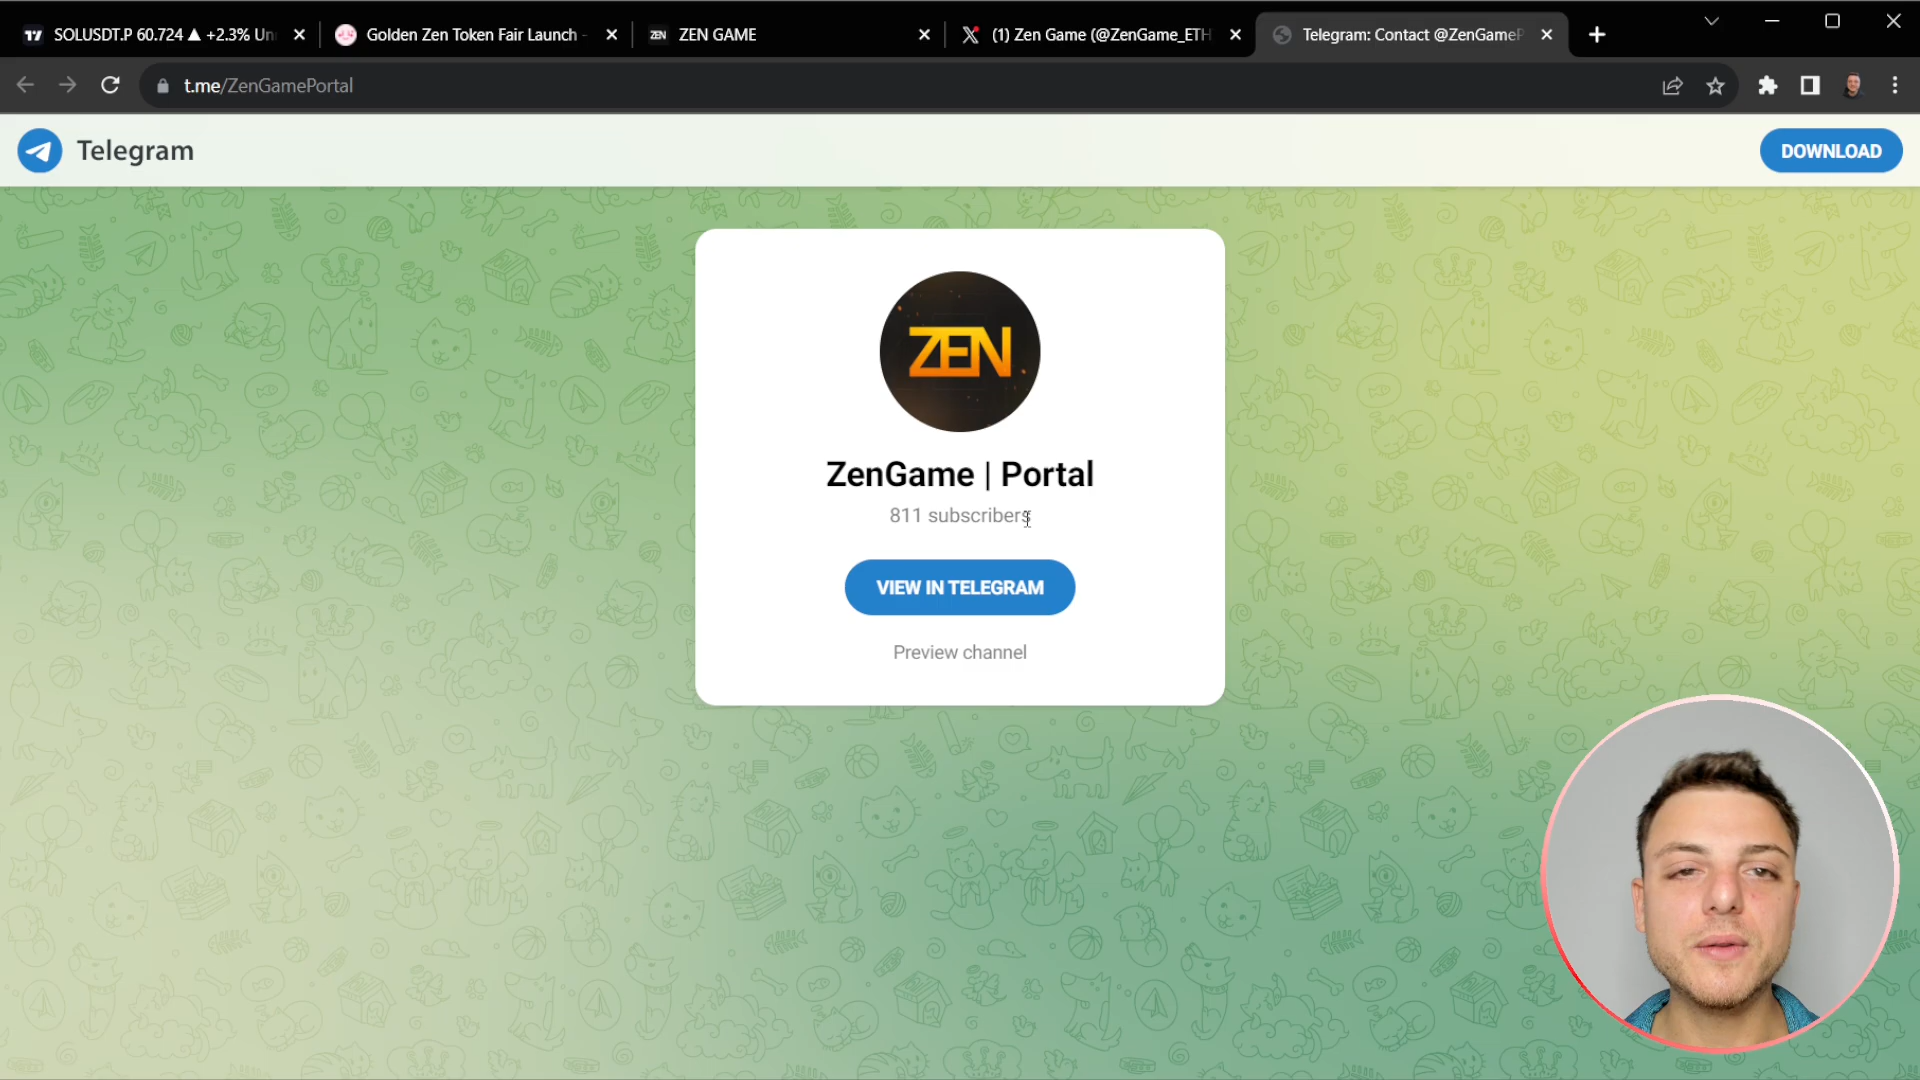 SOLUSDT.P 60.724 ▲ +2.3% Un
Golden Zen Token Fair Launch -
ZEN GAME
(1) Zen Game (@ZenGame_ETH
Telegram: Contact @ZenGameP
t.me/ZenGamePortal
Telegram
DOWNLOAD
ZEN
ZenGame | Portal
811 subscribers
VIEW IN TELEGRAM
Preview channel